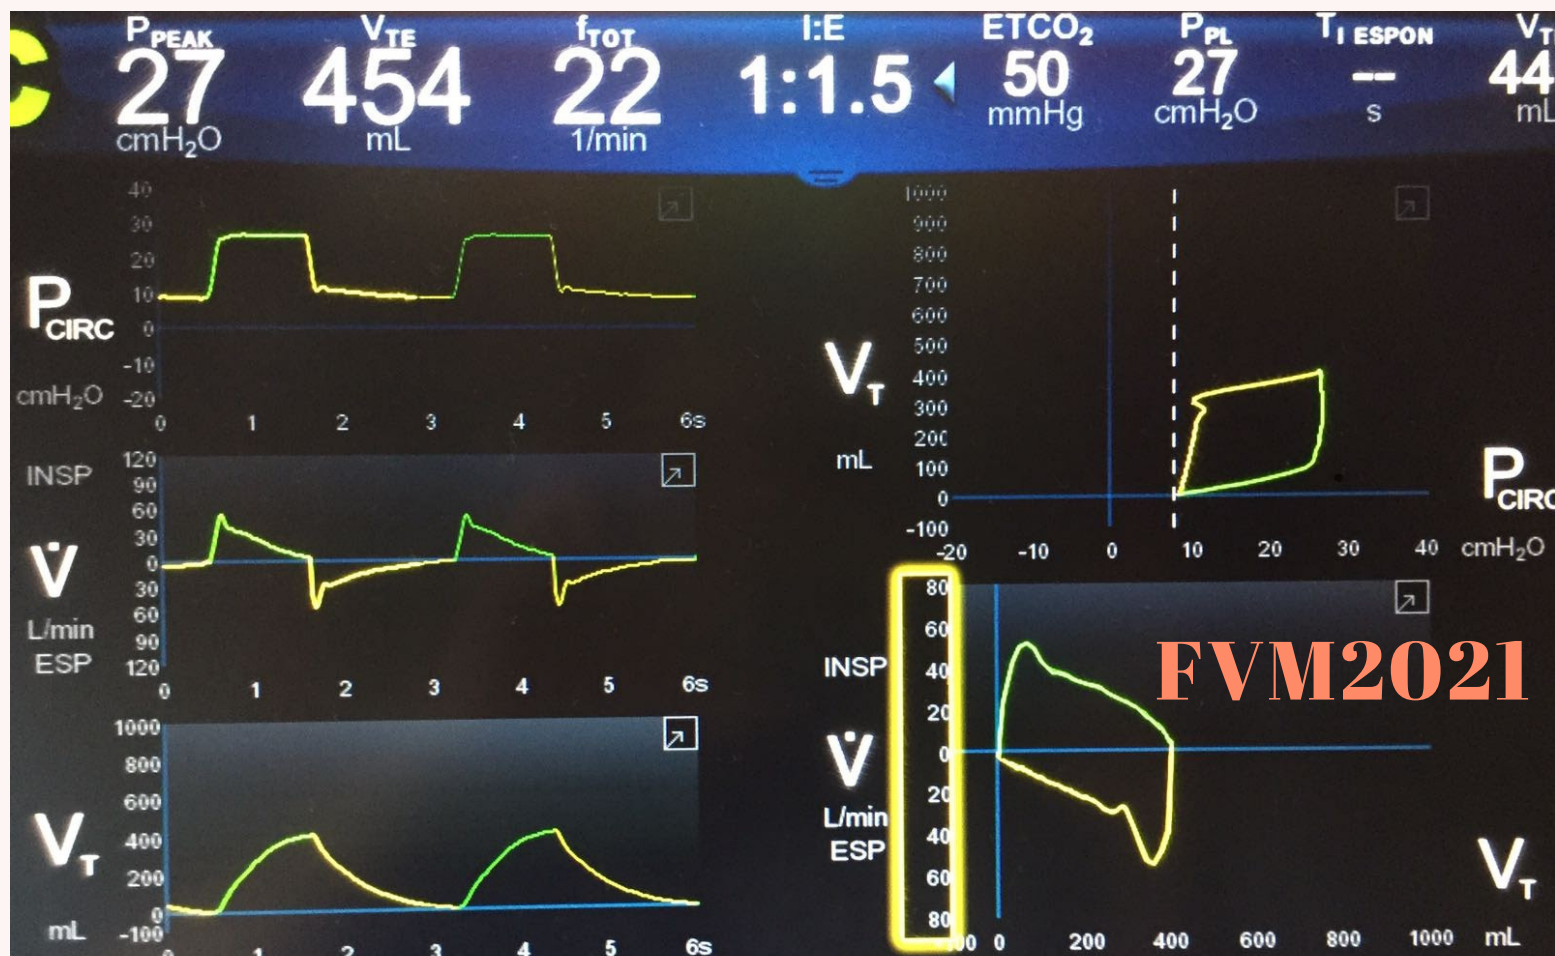 C
PPEAK
27
cmH2O
VTE
454
mL
fTOT
22
1/min
I:E
1:1.5
ETCO2
50
mmHg
PPL
27
cmH2O
TI ESPON
--
s
VT
44
mL
40
30
20
10
0
-10
-20
PCIRC
cmH2O
0 1 2 3 4 5 6s
INSP
V̇
L/min
ESP
120
90
60
30
0
30
60
90
120
0 1 2 3 4 5 6s
VT
mL
1000
800
600
400
200
0
-100
0 1 2 3 4 5 6s
VT
mL
1000
900
800
700
600
500
400
300
200
100
0
-100
-20 -10 0 10 20 30 40
PCIRC
cmH2O
INSP
V̇
L/min
ESP
80
60
40
20
0
20
40
60
80
-100 0 200 400 600 800 1000
VT
mL
FVM2021